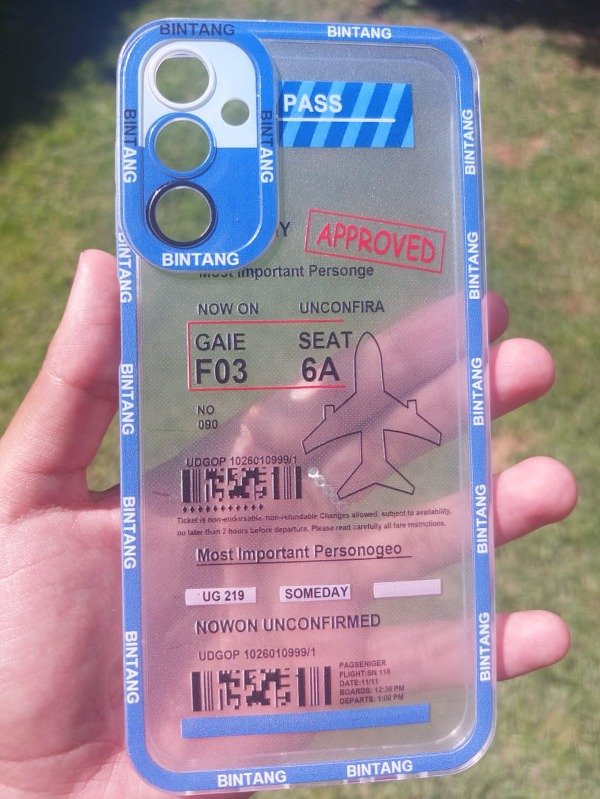 BINTANG
BINTANG
BINTANG
BINTANG
BINTANG
PASS
BINTANG
BINTANG
Y
APPROVED
Most Important Personge
NOW ON UNCONFIRA
GAIE SEAT
F03 6A
NO
090
UDGOP 1026010999/1
Ticket is non-endorsable, non-refundable Changes allowed, subject to availability,
no later than 2 hours before departure. Please read carefully all fare restrictions.
Most Important Personogeo
UG 219 SOMEDAY
NOWON UNCONFIRMED
UDGOP 1026010999/1
PAGSENIGER
FLIGHT:SN 118
DATE:11/11
BOARDS: 12:30 PM
DEPARTS: 1:00 PM
BINTANG
BINTANG
BINTANG
BINTANG
BINTANG
BINTANG
BINTANG
BINTANG
BINTANG
BINTANG